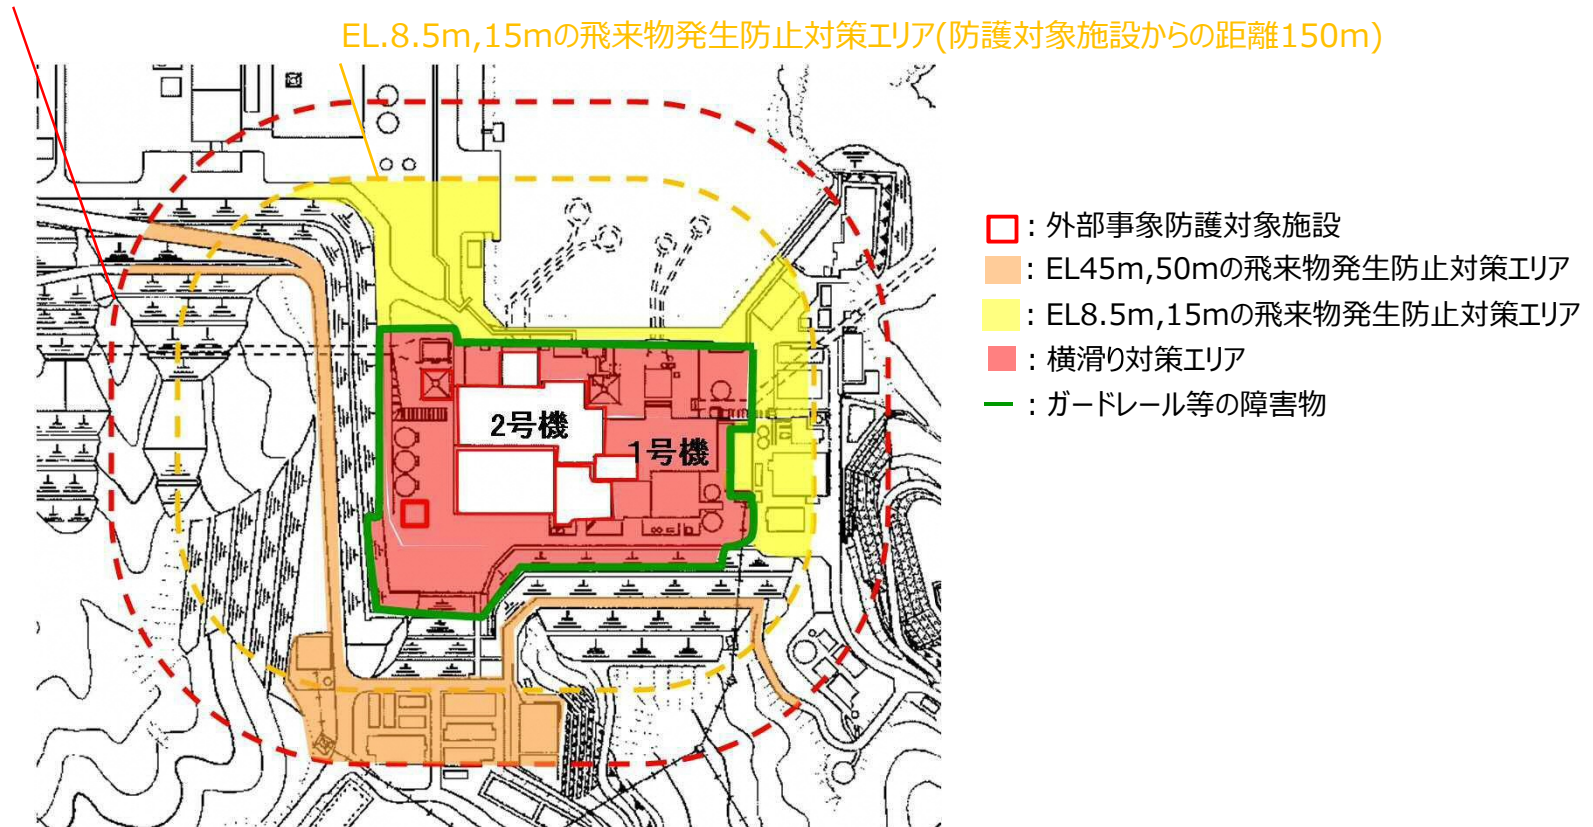 EL.8.5m,15mの飛来物発生防止対策エリア(防護対象施設からの距離150m)
：外部事象防護対象施設
：EL45m,50mの飛来物発生防止対策エリア
：EL8.5m,15mの飛来物発生防止対策エリア
：横滑り対策エリア
：ガードレール等の障害物
2号機
1号機